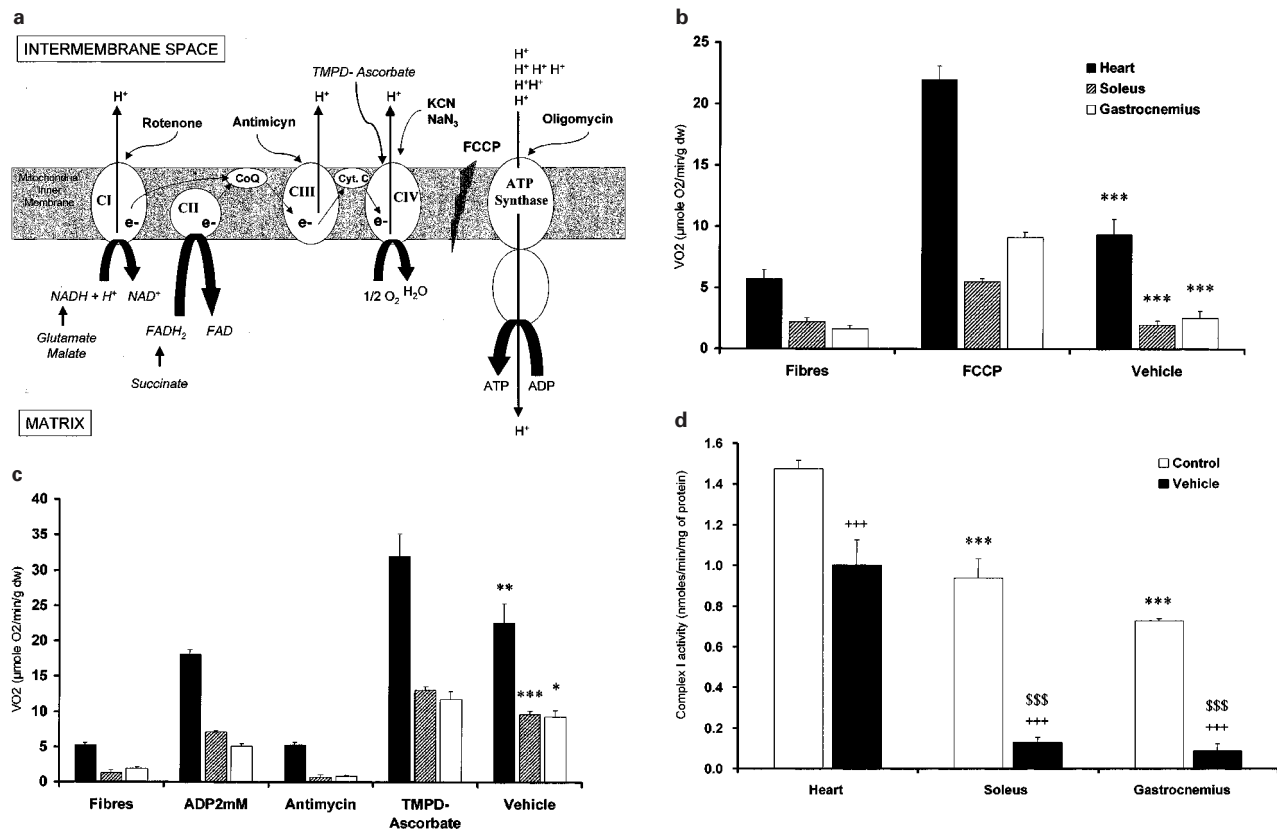 a
INTERMEMBRANE SPACE
H+
H+ H+ H+
H+H+
H+
TMPD- Ascorbate
H+
H+
H+
KCN
NaN3
Rotenone
Antimicyn
FCCP
Oligomycin
Mitochondrial
Inner
Membrane
CI
e-
CII
e-
CoQ
CIII
e-
Cyt. C
CIV
e-
ATP
Synthase
NADH + H+ NAD+
Glutamate
Malate
FADH2 FAD
Succinate
1/2 O2 H2O
ATP ADP
H+
MATRIX
b
25
20
15
10
5
0
VO2 (µmole O2/min/g dw)
Heart
Soleus
Gastrocnemius
***
***
***
Fibres FCCP Vehicle
c
40
35
30
25
20
15
10
5
0
VO2 (µmole O2/min/g dw)
**
***
*
Fibres ADP2mM Antimycin TMPD- Vehicle
Ascorbate
d
1.6
1.4
1.2
1.0
0.8
0.6
0.4
0.2
0.0
Complex I activity (nmoles/min/mg of protein)
Control
Vehicle
+++
***
$$$
+++
***
$$$
+++
Heart Soleus Gastrocnemius